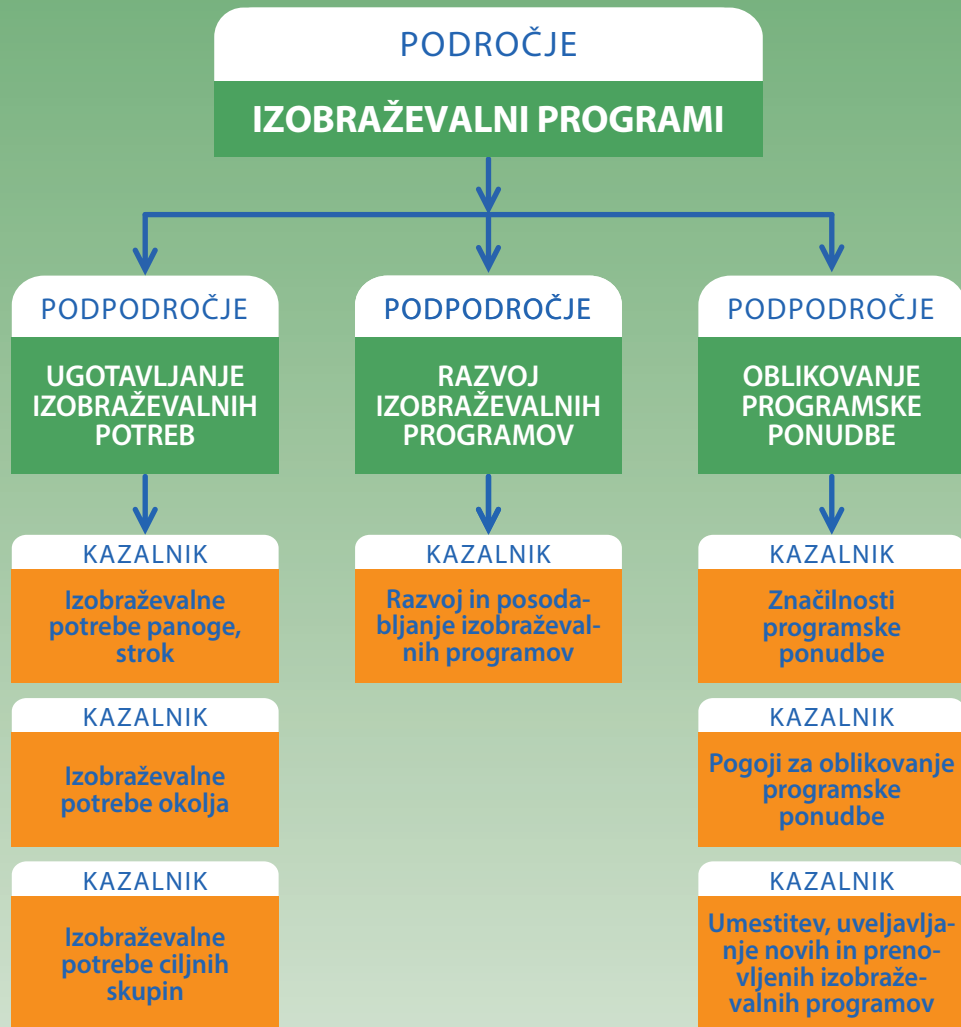 PODROČJE
IZOBRAŽEVALNI PROGRAMI
PODPODROČJE
UGOTAVLJANJE
IZOBRAŽEVALNIH
POTREB
KAZALNIK
Izobraževalne
potrebe panoge,
strok
KAZALNIK
Izobraževalne
potrebe okolja
KAZALNIK
Izobraževalne
potrebe ciljnih
skupin
PODPODROČJE
RAZVOJ
IZOBRAŽEVALNIH
PROGRAMOV
KAZALNIK
Razvoj in posoda-
bljanje izobraževal-
nih programov
PODPODROČJE
OBLIKOVANJE
PROGRAMSKE
PONUDBE
KAZALNIK
Značilnosti
programske
ponudbe
KAZALNIK
Pogoji za oblikovanje
programske
ponudbe
KAZALNIK
Umestitev, uveljavlja-
nje novih in preno-
vljenih izobraže-
valnih programov